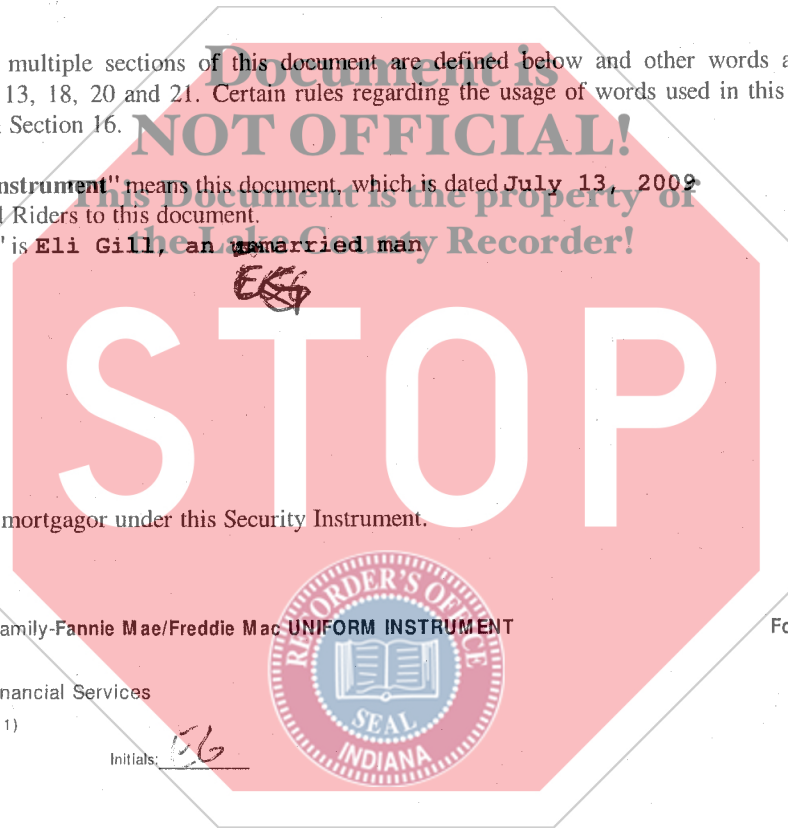 multiple sections of this document are defined below and other words a
13, 18, 20 and 21. Certain rules regarding the usage of words used in this
Section 16.
Document is
NOT OFFICIAL!
This Document is the property of
the Lake County Recorder!
nstrument" means this document, which is dated July 13, 2009
l Riders to this document.
" is Eli Gill, an married man
EG
STOP
mortgagor under this Security Instrument.
amily-Fannie Mae/Freddie Mac UNIFORM INSTRUMENT
Fo
nancial Services
1)
Initials: EG
RECORDER'S OFFICE
SEAL
INDIANA